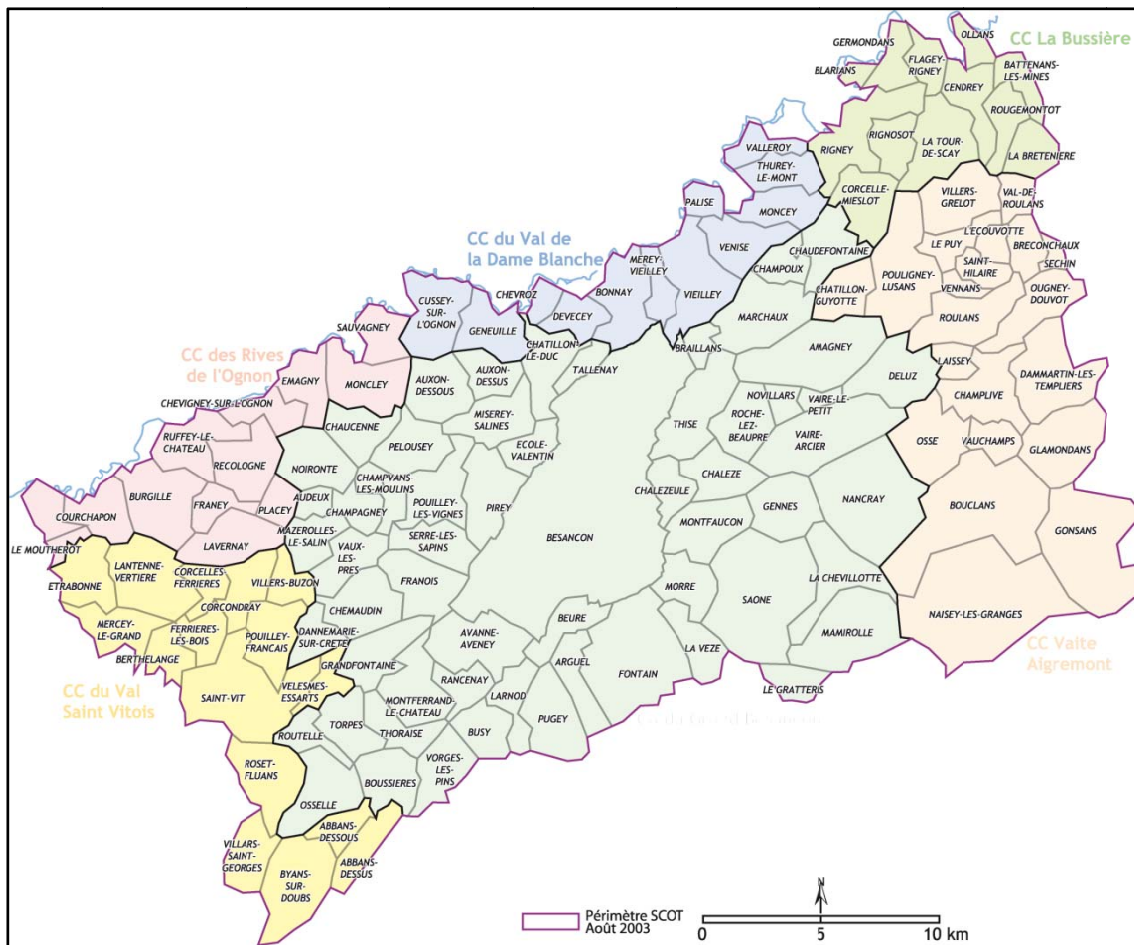 GERMONDANS
OLLANS
CC La Bussière
BLARIANS
FLAGEY-
RIGNEY
BATTENANS-
LES-MINES
CENDREY
ROUGEMONTOT
RIGNOSOT
VALLEROY
RIGNEY
LA TOUR-
DE-SCAY
LA BRETENIERE
THUREY-
LE-MONT
CORCELLE-
MIESLOT
VILLERS-
GRELOT
VAL-DE-
ROULANS
PALISE
MONCEY
L'ECOUVOTTE
CC du Val de
la Dame Blanche
VENISE
CHAUDEFONTAINE
LE PUY
BRECONCHAUX
SAINT-
HILAIRE
SECHIN
MEREY-
VIEILLEY
CHAMPOUX
POULIGNEY-
LUSANS
VENNANS
CHATILLON-
GUYOTTE
OUGNEY-
DOUVOT
CUSSEY-
SUR-
L'OGNON
CHEVROZ
BONNAY
VIEILLEY
DEVECEY
MARCHAUX
ROULANS
SAUVAGNEY
GENEUILLE
CHATILLON-
LE-DUC
BRAILLANS
AMAGNEY
CC des Rives
de l'Ognon
TALLENAY
LAISSEY
EMAGNY
MONCLEY
AUXON-
DESSOUS
AUXON-
DESSUS
DELUZ
DAMMARTIN-LES-
TEMPLIERS
CHEVIGNEY-SUR-L'OGNON
NOVILLARS
VAIRE-LE-
PETIT
CHAMPLIVE
RUFFEY-LE-
CHATEAU
CHAUCENNE
MISEREY-
SALINES
THISE
ROCHE-
LEZ-
BEAUPRE
VAIRE-
ARCIER
OSSE
VAUCHAMPS
GLAMONDANS
RECOLOGNE
NOIRONTE
PELOUSEY
ECOLE-
VALENTIN
CHALEZE
BURGILLE
FRANEY
PLACEY
AUDEUX
CHAMPVANS
LES-MOULINS
POUILLEY-
LES-VIGNES
CHALEZEULE
NANCRAY
COURCHAPON
CHAMPAGNEY
PIREY
GENNES
BOUCLANS
MAZEROLLES-
LE-SALIN
MONTFAUCON
GONSANS
LE MOUTHEROT
LAVERNAY
SERRE-LES-
SAPINS
BESANCON
VAUX-
LES-
PRES
LANTENNE-
VERTIERE
CORCELLES-
FERRIERES
VILLERS-BUZON
FRANOIS
MORRE
LA CHEVILLOTTE
ETRABONNE
CORCONDRAY
CHEMAUDIN
SAONE
NAISEY-LES-GRANGES
MERCEY-
LE-GRAND
FERRIERES-
LES-BOIS
POUILLEY-
FRANCAIS
DANNEMARIE-
SUR-CRETE
BEURE
MAMIROLLE
BERTHELANGE
AVANNE-
AVENEY
LA VEZE
CC Valte
Aigremont
GRANDFONTAINE
ARGUEL
FONTAIN
CC du Val
Saint Vitois
SAINT-VIT
VELESMES-
ESSARTS
RANCENAY
LE GRATTERIS
MONTFERRAND-
LE-CHATEAU
LARNOD
PUGEY
ROUTELLE
TORPES
THORAISE
BUSY
ROSET-
FLUANS
VORGES-
LES-
PINS
BOUSSIERES
OSSELLE
ABBANS-
DESSOUS
VILLARS-
SAINT-
GEORGES
ABBANS-
DESSUS
BYANS-
SUR-
DOUBS
Périmètre SCOT
Août 2003
N
0 5 10 km